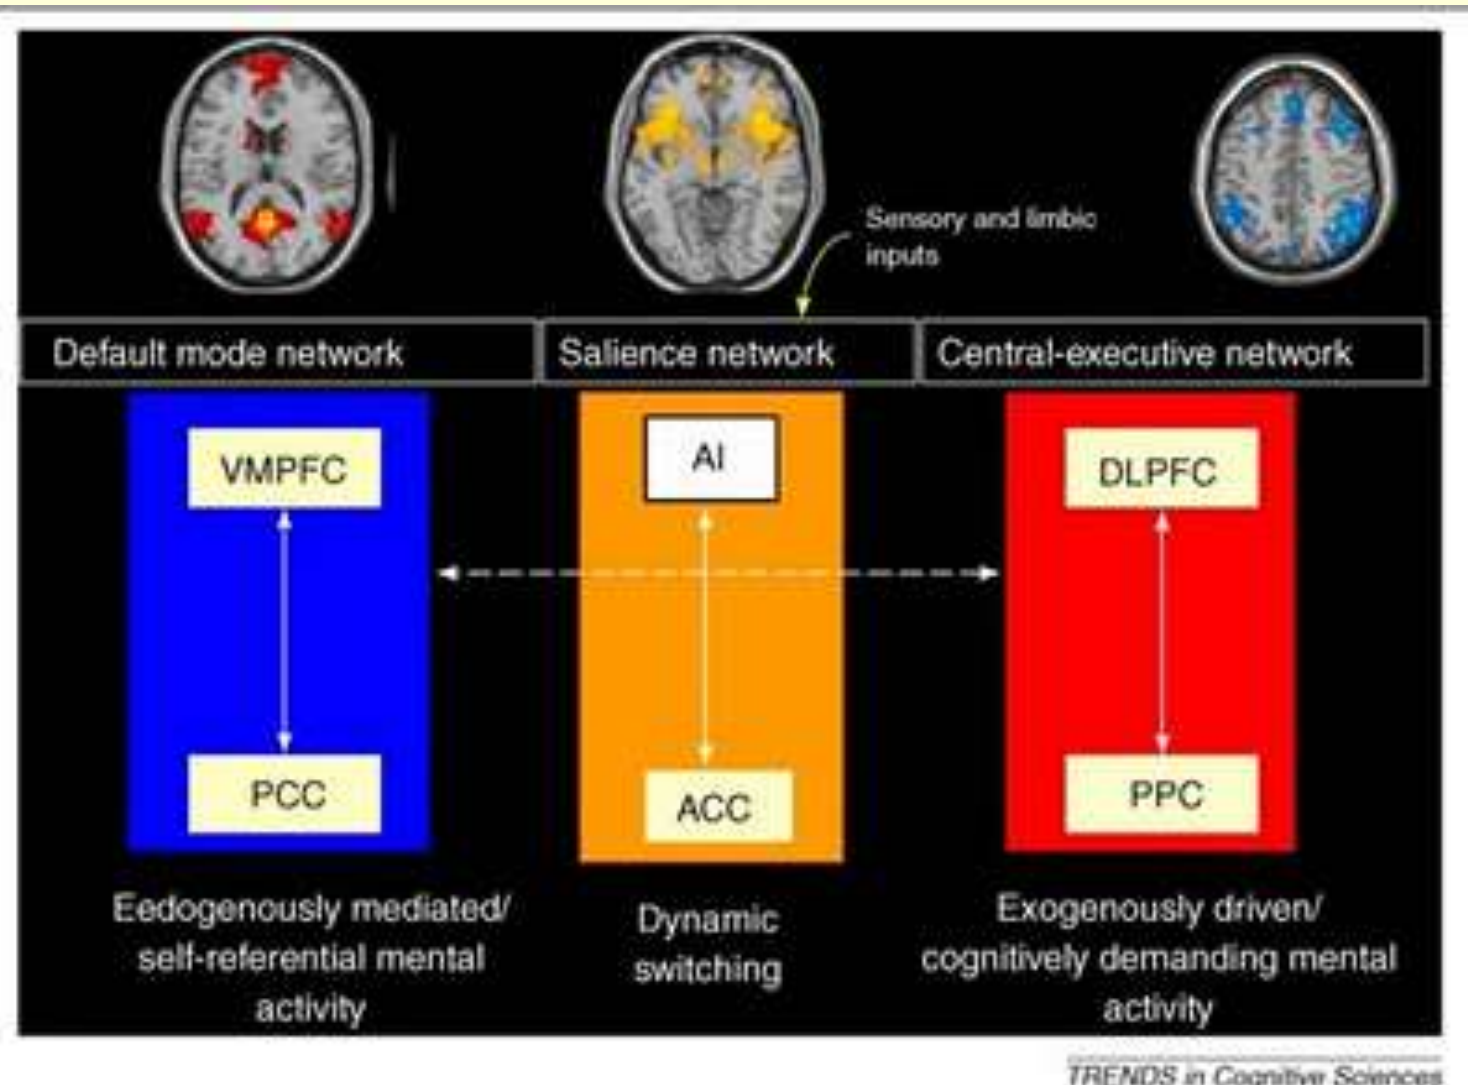 Sensory and limbic
inputs
Default mode network
Salience network
Central-executive network
VMPFC
AI
DLPFC
PCC
ACC
PPC
Eedogenously mediated/
self-referential mental
activity
Dynamic
switching
Exogenously driven/
cognitively demanding mental
activity
TRENDS in Cognitive Sciences